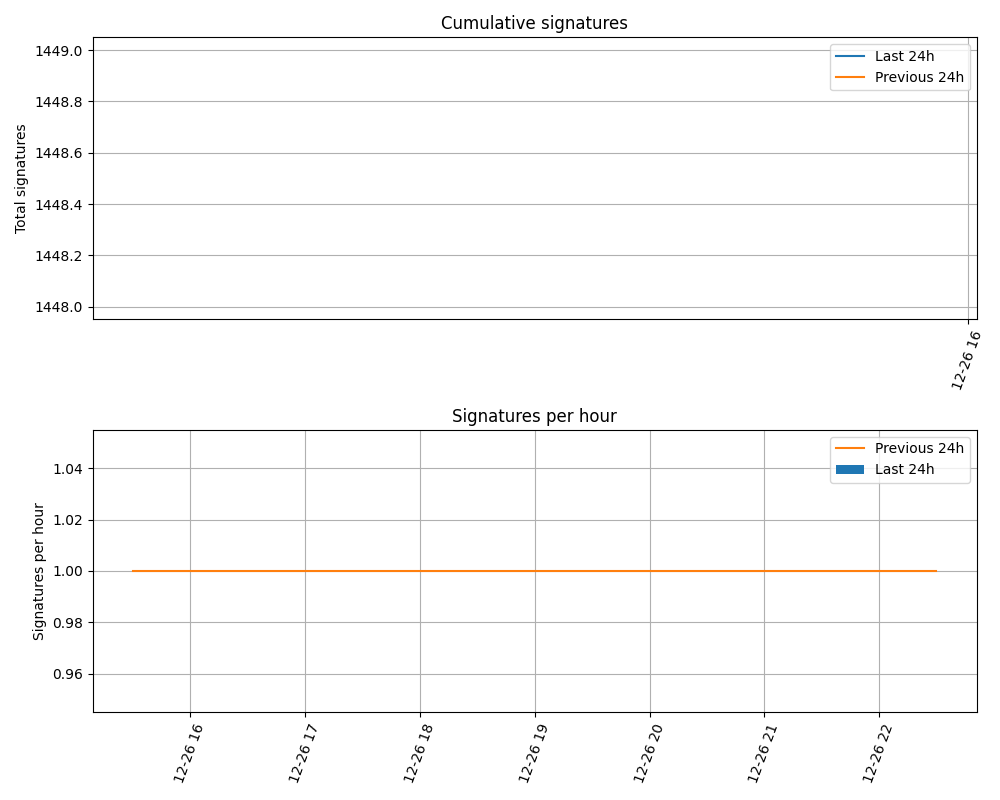 Cumulative signatures
1449.0
1448.8
1448.6
1448.4
1448.2
1448.0
Total signatures
Last 24h
Previous 24h
12-26 16
Signatures per hour
1.04
1.02
1.00
0.98
0.96
Signatures per hour
Previous 24h
Last 24h
12-26 16
12-26 17
12-26 18
12-26 19
12-26 20
12-26 21
12-26 22